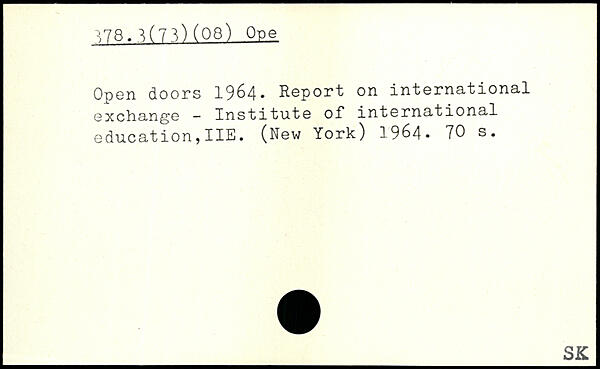 378.3(73)(08) Ope
Open doors 1964. Report on international
exchange - Institute of international
education,IIE. (New York) 1964. 70 s.
SK